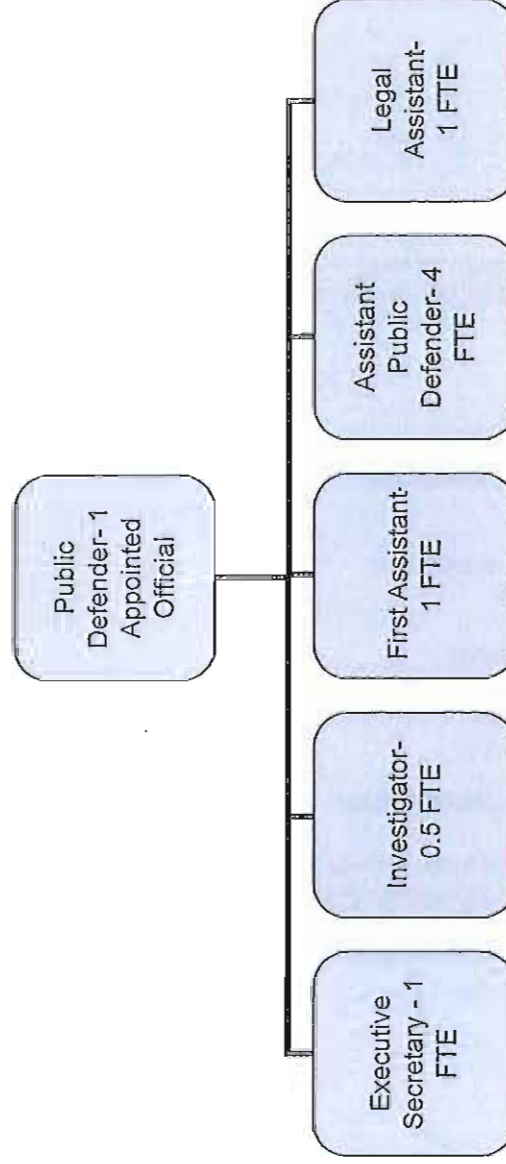 Public
Defender- 1
Appointed
Official
Executive
Secretary - 1
FTE
Investigator-
0.5 FTE
First Assistant-
1 FTE
Assistant
Public
Defender- 4
FTE
Legal
Assistant-
1 FTE